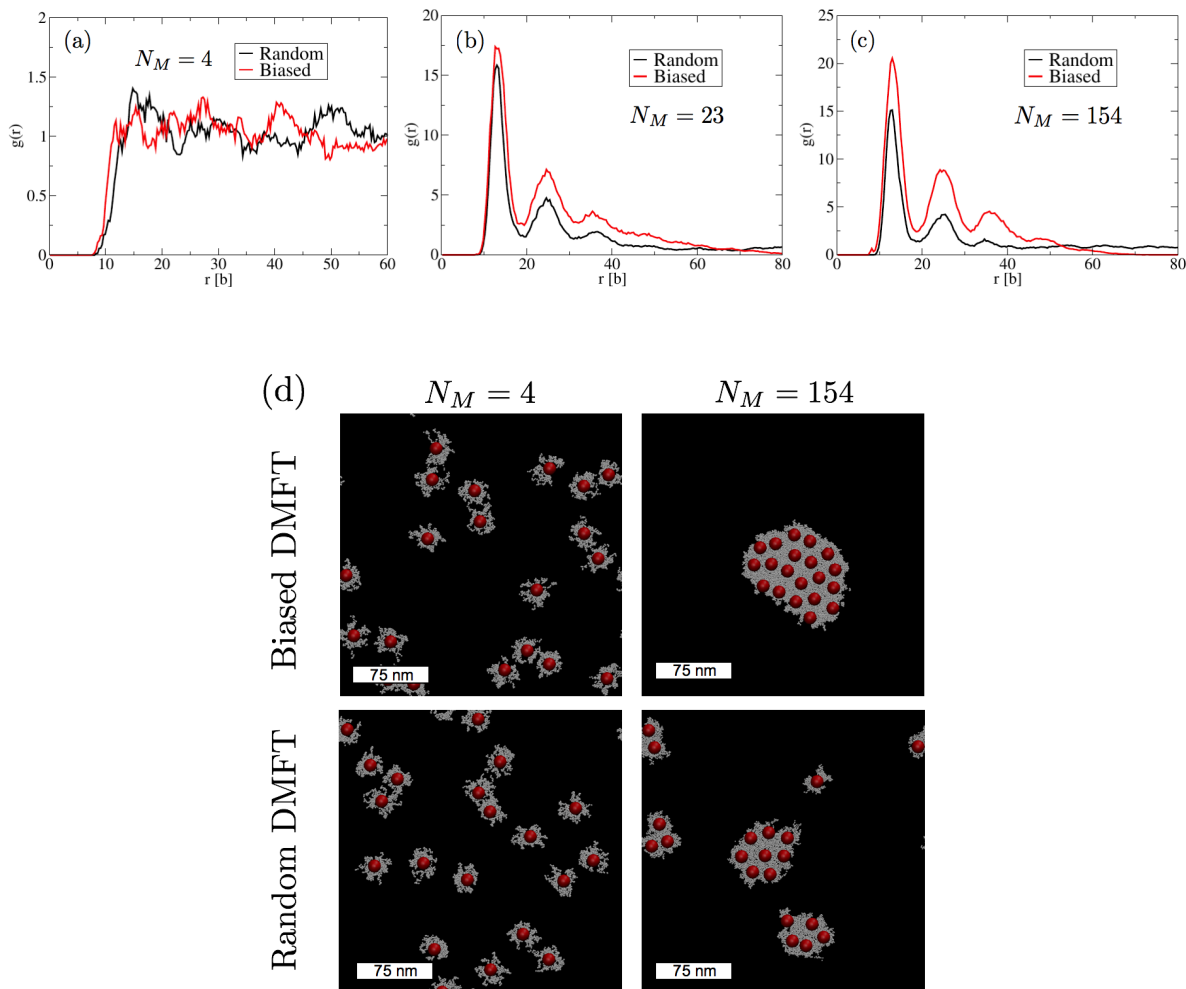 (a)
N_M = 4
Random
Biased
g(r)
2
1.5
1
0.5
0
0 10 20 30 40 50 60
r [b]
(b)
Random
Biased
N_M = 23
g(r)
20
15
10
5
0
0 20 40 60 80
r [b]
(c)
Random
Biased
N_M = 154
g(r)
25
20
15
10
5
0
0 20 40 60 80
r [b]
(d)
N_M = 4
N_M = 154
Biased DMFT
75 nm
75 nm
Random DMFT
75 nm
75 nm